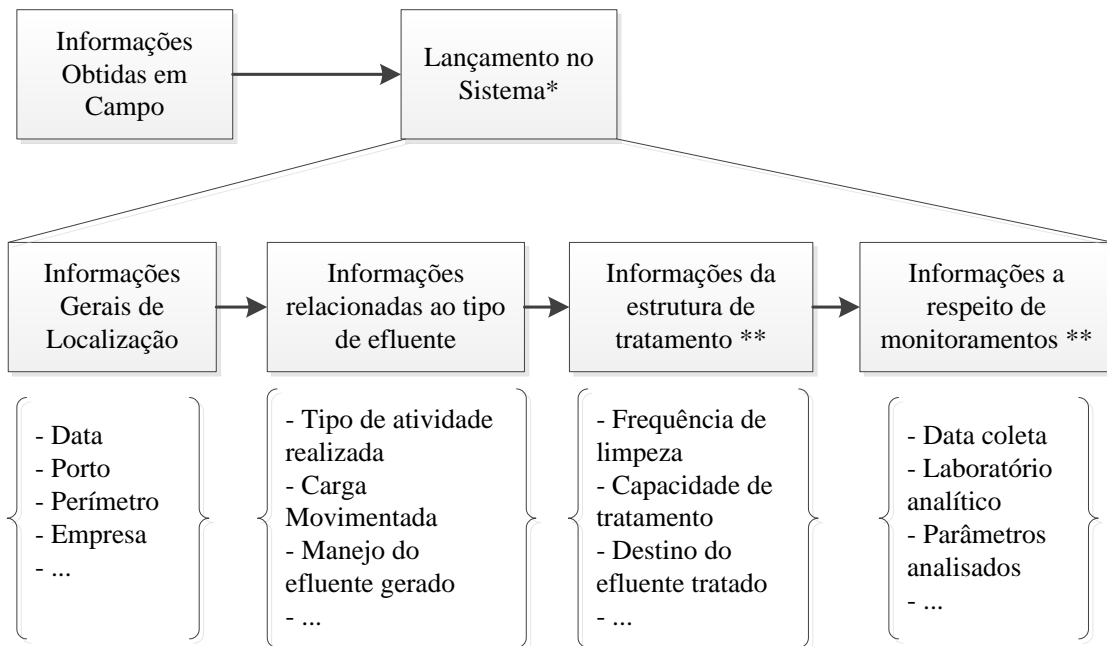 Informações
Obtidas em
Campo
Lançamento no
Sistema*
Informações
Gerais de
Localização
Informações
relacionadas ao tipo
de efluente
Informações da
estrutura de
tratamento **
Informações a
respeito de
monitoramentos **
- Data
- Porto
- Perímetro
- Empresa
- ...
- Tipo de atividade
realizada
- Carga
Movimentada
- Manejo do
efluente gerado
- ...
- Frequência de
limpeza
- Capacidade de
tratamento
- Destino do
efluente tratado
- ...
- Data coleta
- Laboratório
analítico
- Parâmetros
analisados
- ...